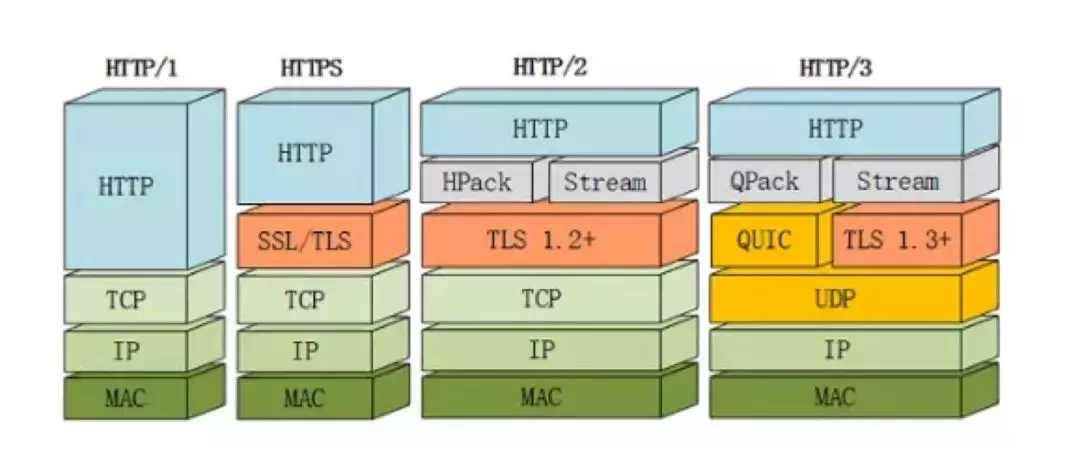 HTTP/1 HTTPS HTTP/2 HTTP/3
HTTP HTTP HTTP HTTP
HPack Stream QPack Stream
SSL/TLS TLS 1.2+ QUIC TLS 1.3+
TCP TCP TCP UDP
IP IP IP IP
MAC MAC MAC MAC